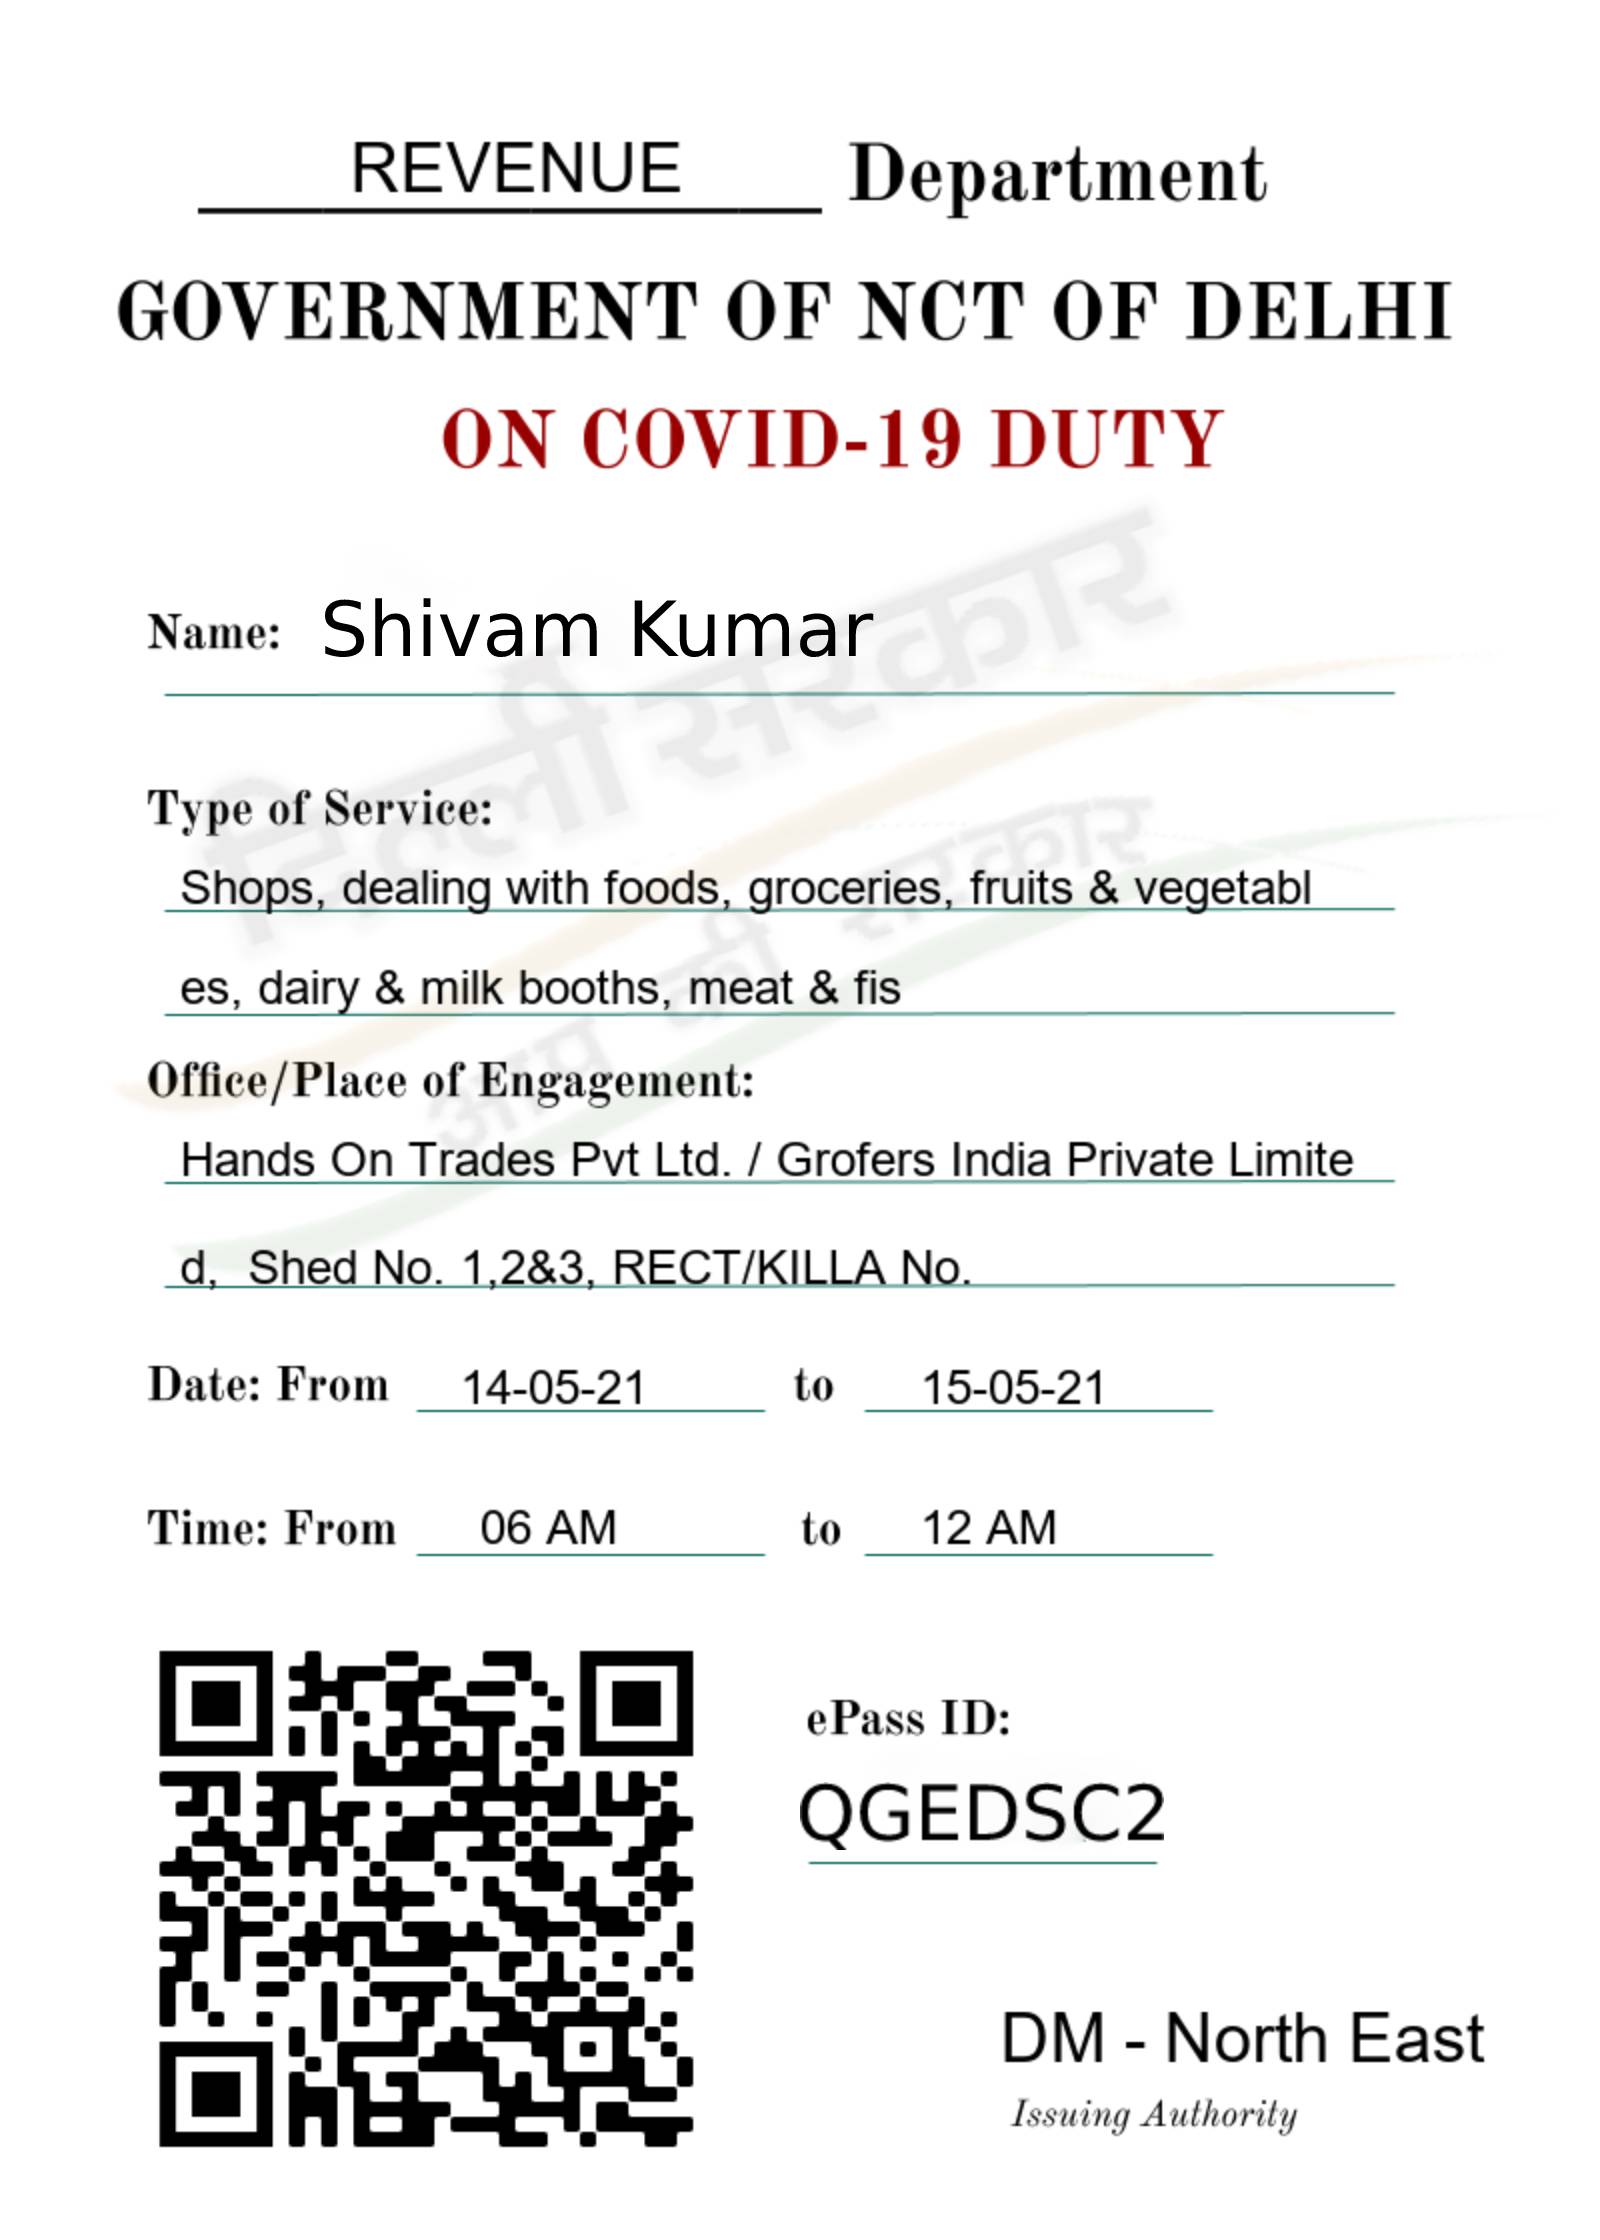 REVENUE Department
GOVERNMENT OF NCT OF DELHI
ON COVID-19 DUTY
Name: Shivam Kumar
दिल्ली सरकार
आप की सरकार
Type of Service:
Shops, dealing with foods, groceries, fruits & vegetabl
es, dairy & milk booths, meat & fis
Office/Place of Engagement:
Hands On Trades Pvt Ltd. / Grofers India Private Limite
d, Shed No. 1,2&3, RECT/KILLA No.
Date: From 14-05-21 to 15-05-21
Time: From 06 AM to 12 AM
ePass ID:
QGEDSC2
DM - North East
Issuing Authority